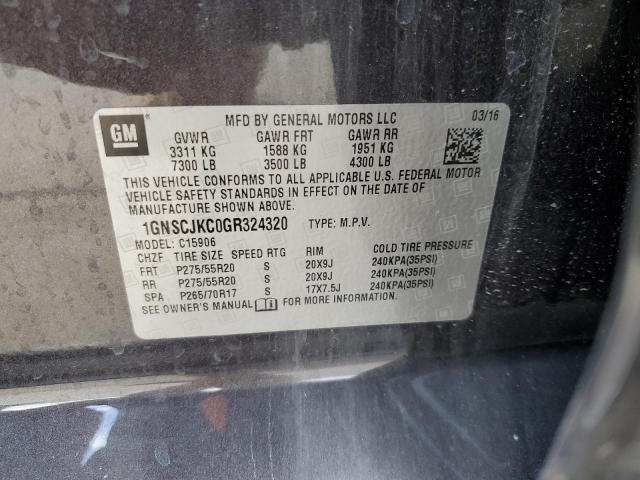 GM
MFD BY GENERAL MOTORS LLC 03/16
GVWR GAWR FRT GAWR RR
3311 KG 1588 KG 1951 KG
7300 LB 3500 LB 4300 LB
THIS VEHICLE CONFORMS TO ALL APPLICABLE U.S. FEDERAL MOTOR
VEHICLE SAFETY STANDARDS IN EFFECT ON THE DATE OF
MANUFACTURE SHOWN ABOVE.
1GNSCJKC0GR324320 TYPE: M.P.V.
MODEL: C15906
CHZF TIRE SIZE SPEED RTG RIM COLD TIRE PRESSURE
FRT P275/55R20 S 20X9J 240KPA(35PSI)
RR P275/55R20 S 20X9J 240KPA(35PSI)
SPA P265/70R17 S 17X7.5J 240KPA(35PSI)
SEE OWNER'S MANUAL FOR MORE INFORMATION.